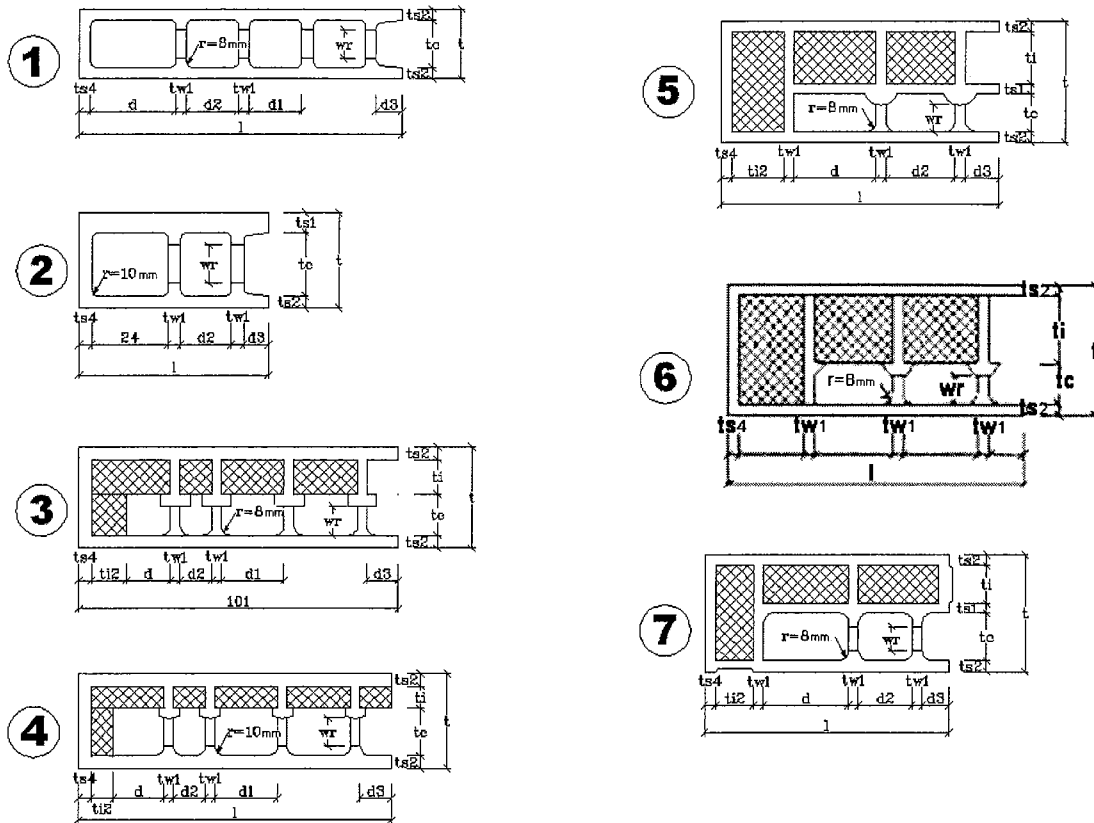 1
ts2
tc
t
ts2
r=8mm
wr
ts4
tw1
tw1
d
d2
d1
d3
l
2
ts1
tc
t
ts2
r=10mm
wr
ts4
tw1
tw1
24
d2
d3
l
3
ts2
ti
t
tc
ts2
r=8mm
wr
ts4
tw1
tw1
ti2
d
d2
d1
d3
101
4
ts2
ti
t
tc
ts2
r=10mm
wr
ts4
tw1
tw1
d
d2
d1
d3
ti2
l
5
ts2
ti
t
ts1
tc
ts2
r=8mm
wr
ts4
tw1
tw1
tw1
ti2
d
d2
d3
l
6
ts2
ti
tc
ts2
r=8mm
wr
ts4
tw1
tw1
tw1
l
7
ts2
ti
t
ts1
tc
ts2
r=8mm
wr
ts4
tw1
tw1
tw1
ti2
d
d2
d3
l